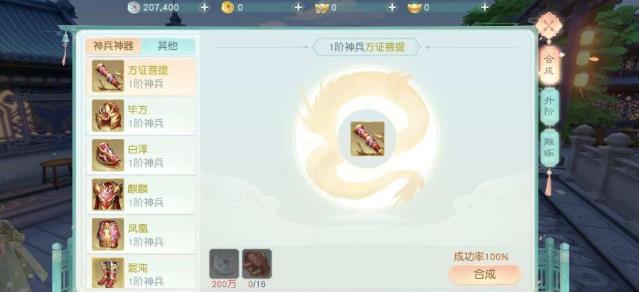 207,400
0
0
0
神兵神器
其他
1阶神兵方证菩提
方证菩提
1阶神兵
毕方
1阶神兵
白泽
1阶神兵
麒麟
1阶神兵
凤凰
1阶神兵
混沌
1阶神兵
200万
0/16
成功率100%
合成
合成
升阶
雕琢